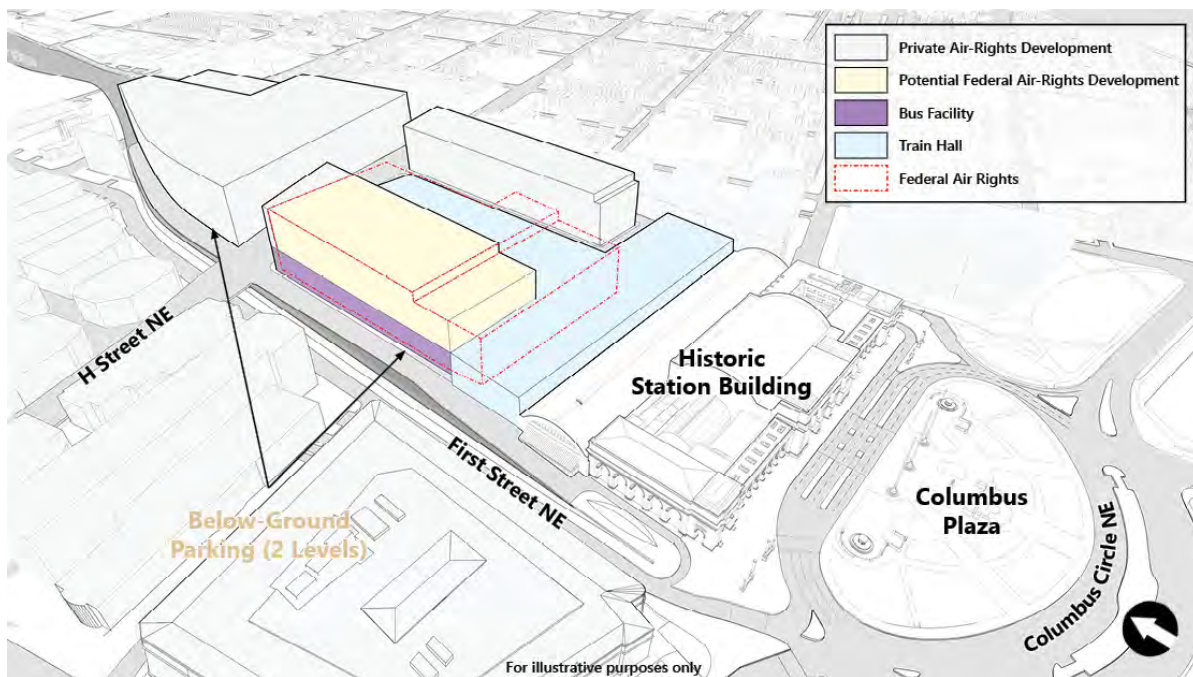 Private Air-Rights Development
Potential Federal Air-Rights Development
Bus Facility
Train Hall
Federal Air Rights
H Street NE
Historic
Station Building
First Street NE
Columbus
Plaza
Below-Ground
Parking (2 Levels)
Columbus Circle NE
For illustrative purposes only